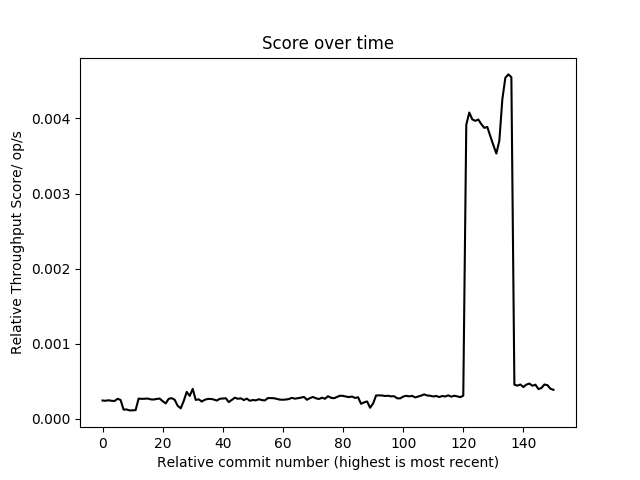 Score over time
Relative Throughput Score/ op/s
0.004
0.003
0.002
0.001
0.000
0 20 40 60 80 100 120 140
Relative commit number (highest is most recent)